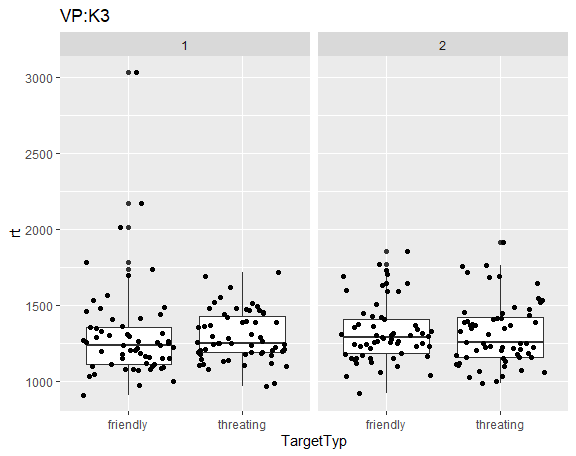 VP:K3
1 2
rt
3000
2500
2000
1500
1000
friendly threating friendly threating
TargetTyp